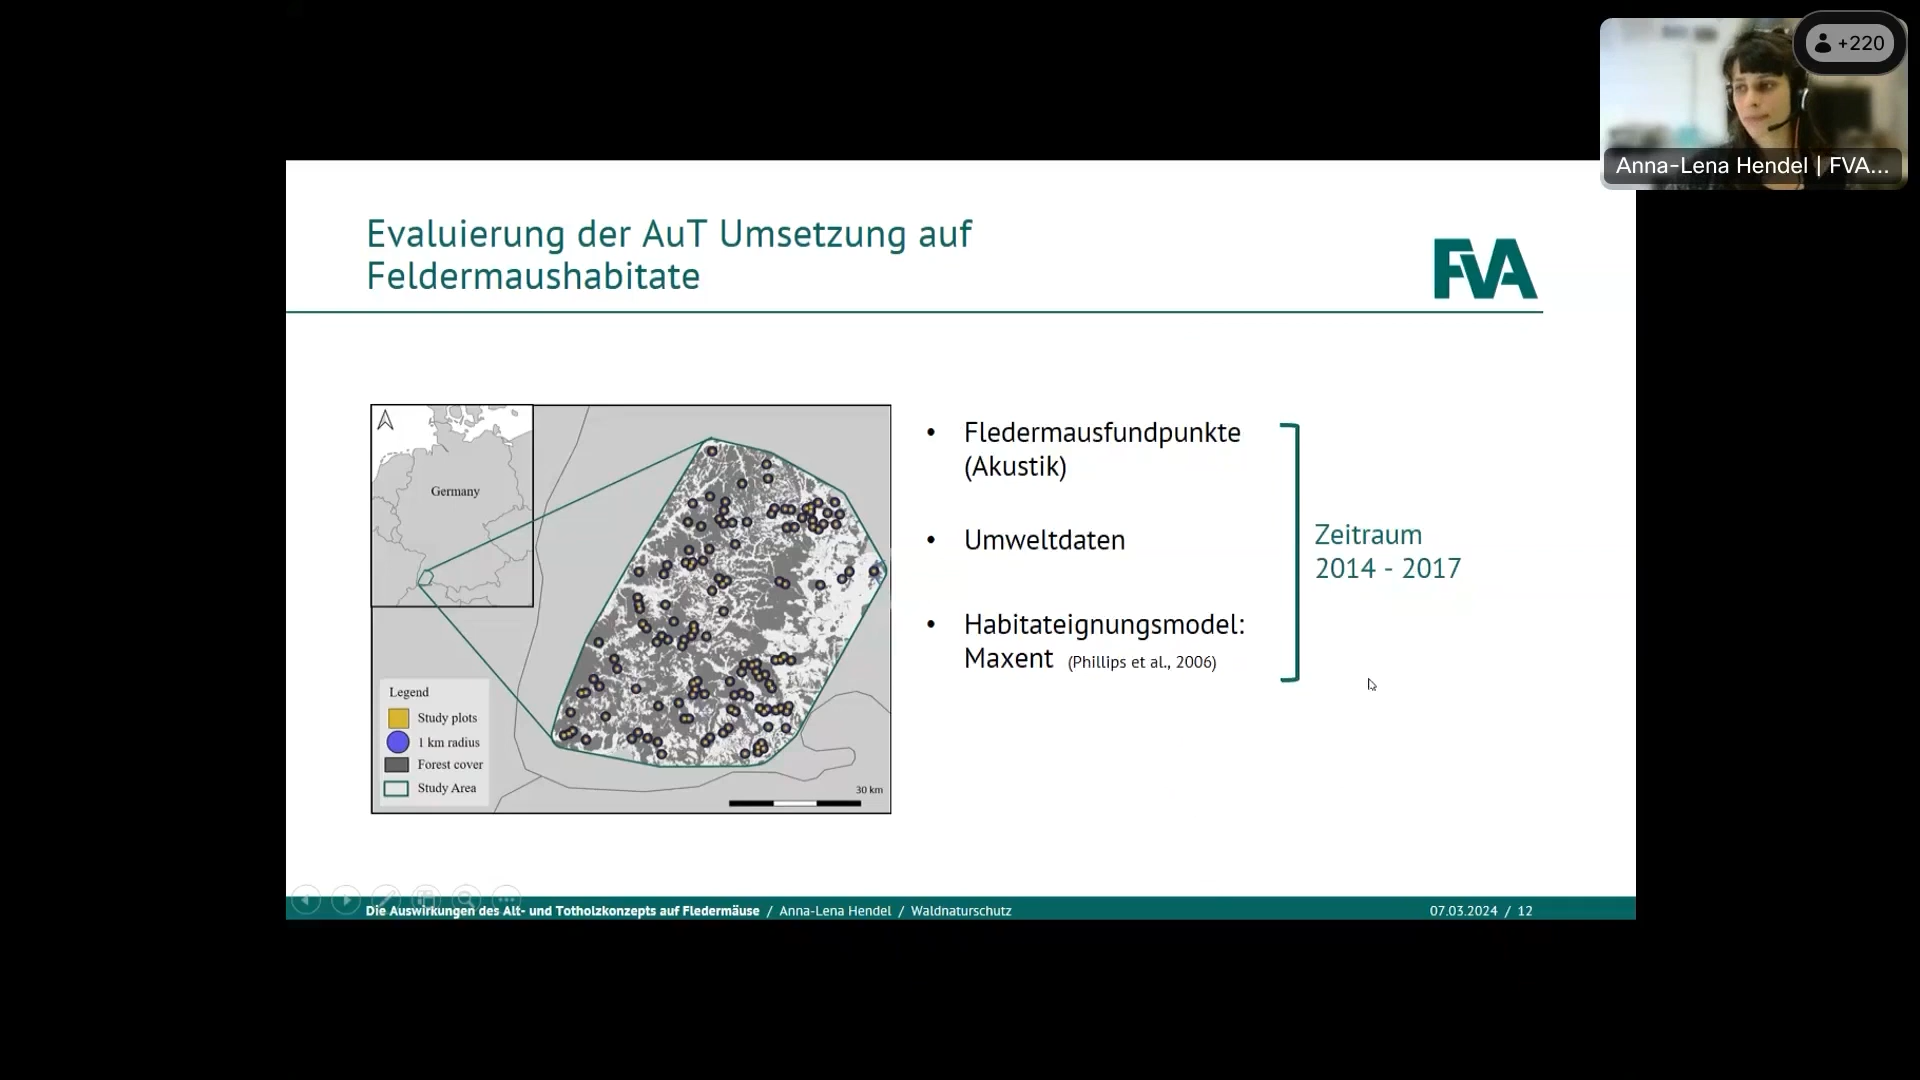 +220
Anna-Lena Hendel | FVA...
Evaluierung der AuT Umsetzung auf
Feldermaushabitate
FVA
Germany
Legend
Study plots
1 km radius
Forest cover
Study Area
30 km
• Fledermausfundpunkte
(Akustik)
• Umweltdaten
• Habitateignungsmodel:
Maxent (Phillips et al., 2006)
Zeitraum
2014 - 2017
Die Auswirkungen des Alt- und Totholzkonzepts auf Fledermäuse / Anna-Lena Hendel / Waldnaturschutz
07.03.2024 / 12